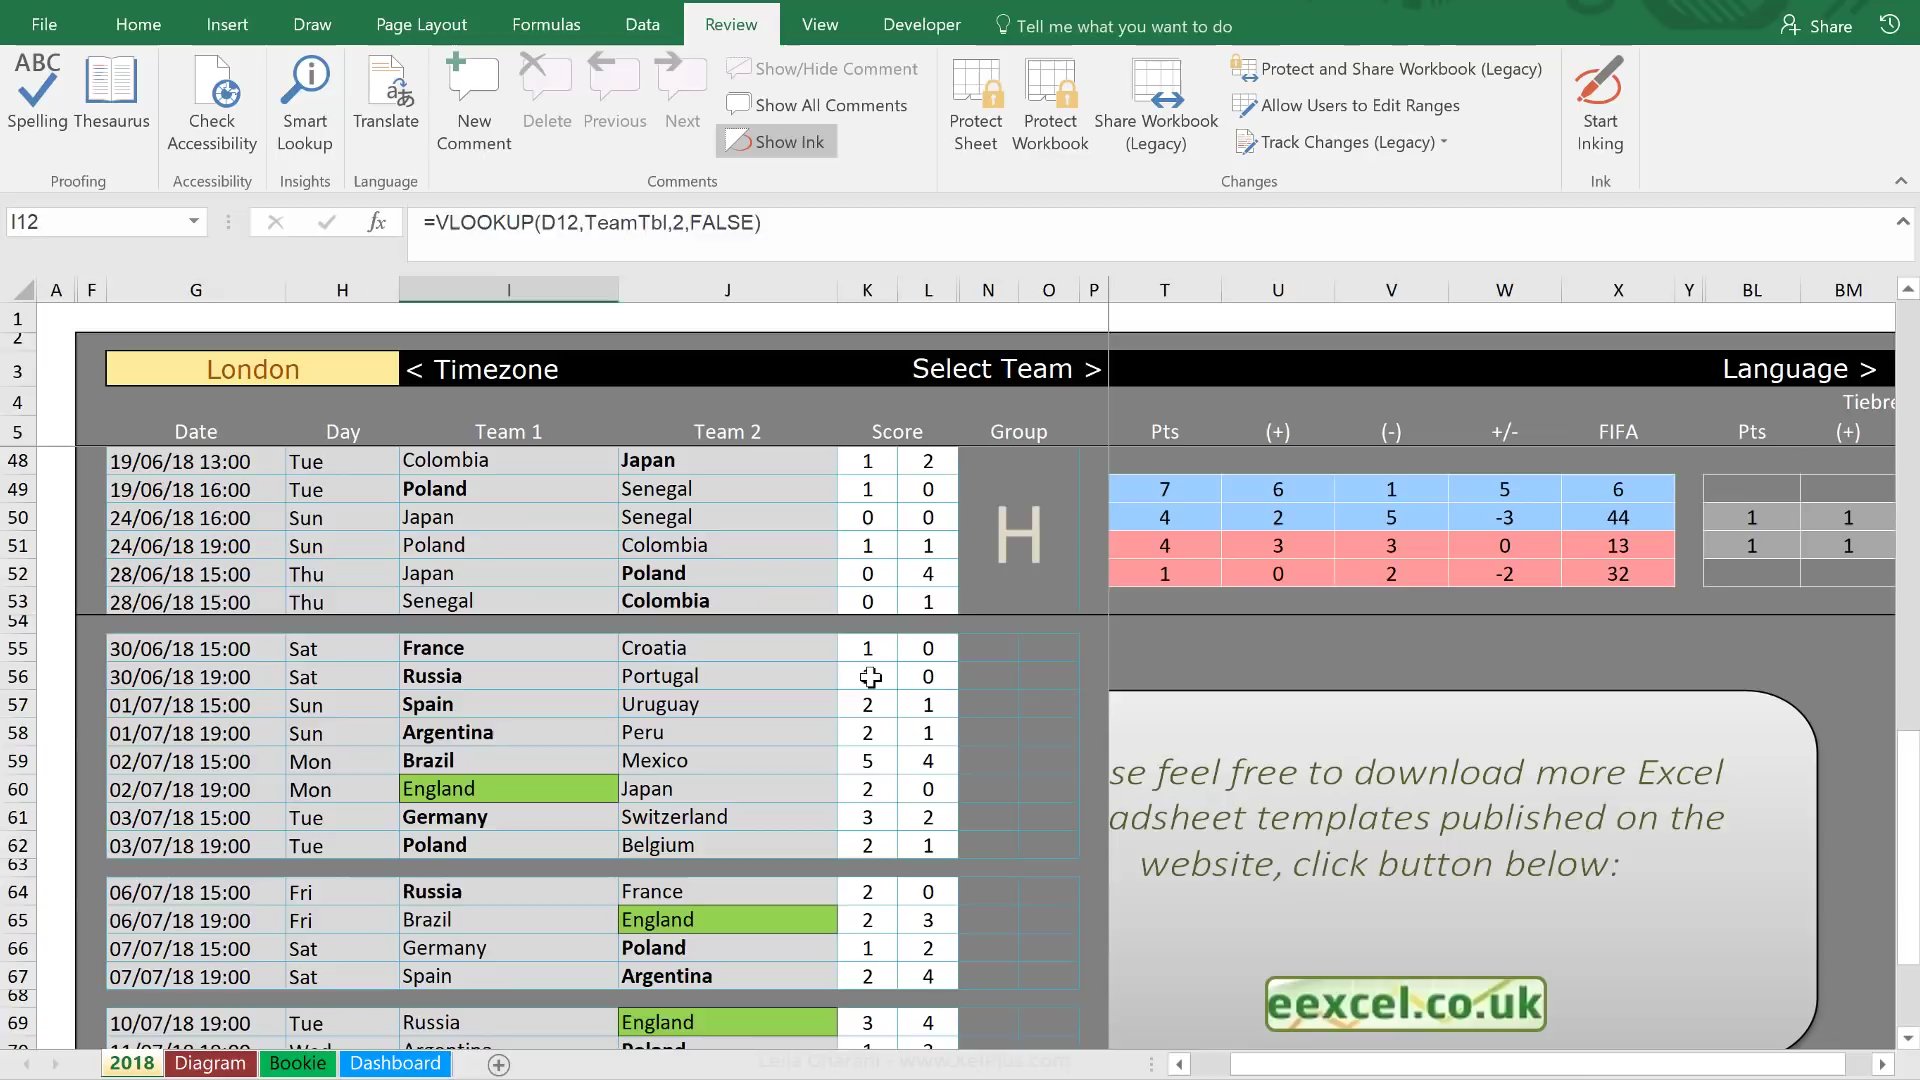 File Home Insert Draw Page Layout Formulas Data Review View Developer Tell me what you want to do Share
ABC
Spelling Thesaurus Check Accessibility Smart Lookup Translate New Comment Delete Previous Next
Show/Hide Comment
Show All Comments
Show Ink
Protect Sheet Protect Workbook Share Workbook (Legacy)
Protect and Share Workbook (Legacy)
Allow Users to Edit Ranges
Track Changes (Legacy)
Start Inking
Proofing Accessibility Insights Language Comments Changes Ink
I12 fx =VLOOKUP(D12,TeamTbl,2,FALSE)
A F G H I J K L N O P T U V W X Y BL BM
1
2
3 London < Timezone Select Team > Language >
4 Tiebre
5 Date Day Team 1 Team 2 Score Group Pts (+) (-) +/- FIFA Pts (+)
48 19/06/18 13:00 Tue Colombia Japan 1 2
49 19/06/18 16:00 Tue Poland Senegal 1 0 7 6 1 5 6
50 24/06/18 16:00 Sun Japan Senegal 0 0 4 2 5 -3 44 1 1
H
51 24/06/18 19:00 Sun Poland Colombia 1 1 4 3 3 0 13 1 1
52 28/06/18 15:00 Thu Japan Poland 0 4 1 0 2 -2 32
53 28/06/18 15:00 Thu Senegal Colombia 0 1
54
55 30/06/18 15:00 Sat France Croatia 1 0
56 30/06/18 19:00 Sat Russia Portugal 0
57 01/07/18 15:00 Sun Spain Uruguay 2 1
58 01/07/18 19:00 Sun Argentina Peru 2 1
59 02/07/18 15:00 Mon Brazil Mexico 5 4
60 02/07/18 19:00 Mon England Japan 2 0
61 03/07/18 15:00 Tue Germany Switzerland 3 2
62 03/07/18 19:00 Tue Poland Belgium 2 1
63
64 06/07/18 15:00 Fri Russia France 2 0
65 06/07/18 19:00 Fri Brazil England 2 3
66 07/07/18 15:00 Sat Germany Poland 1 2
67 07/07/18 19:00 Sat Spain Argentina 2 4
68
69 10/07/18 19:00 Tue Russia England 3 4
se feel free to download more Excel
adsheet templates published on the
website, click button below:
eexcel.co.uk
2018 Diagram Bookie Dashboard